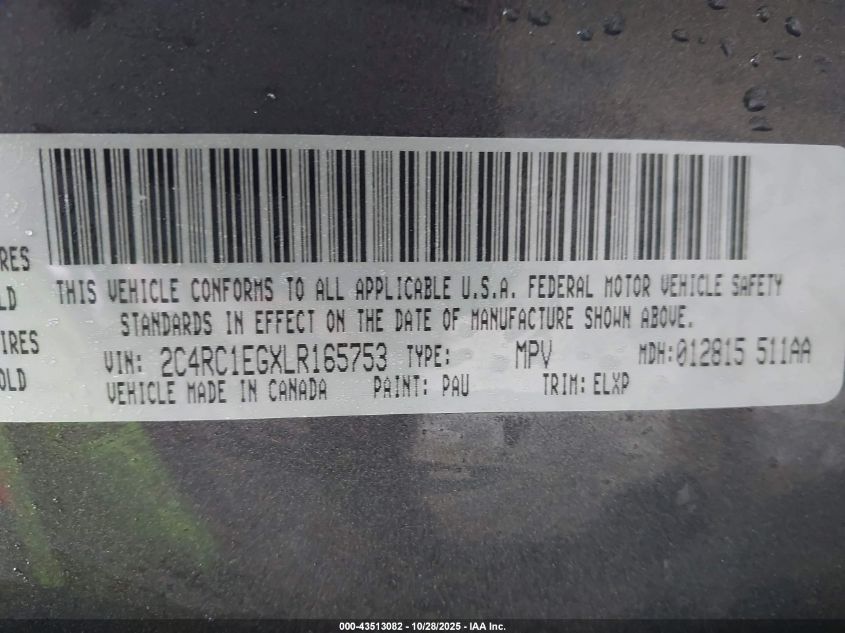 THIS VEHICLE CONFORMS TO ALL APPLICABLE U.S.A. FEDERAL MOTOR VEHICLE SAFETY
STANDARDS IN EFFECT ON THE DATE OF MANUFACTURE SHOWN ABOVE.
VIN: 2C4RC1EGXLR165753 TYPE: MPV MDH:012815 511AA
VEHICLE MADE IN CANADA PAINT: PAU TRIM: ELXP
RES
LD
IRES
OLD
000-43513082 - 10/28/2025 - IAA Inc.